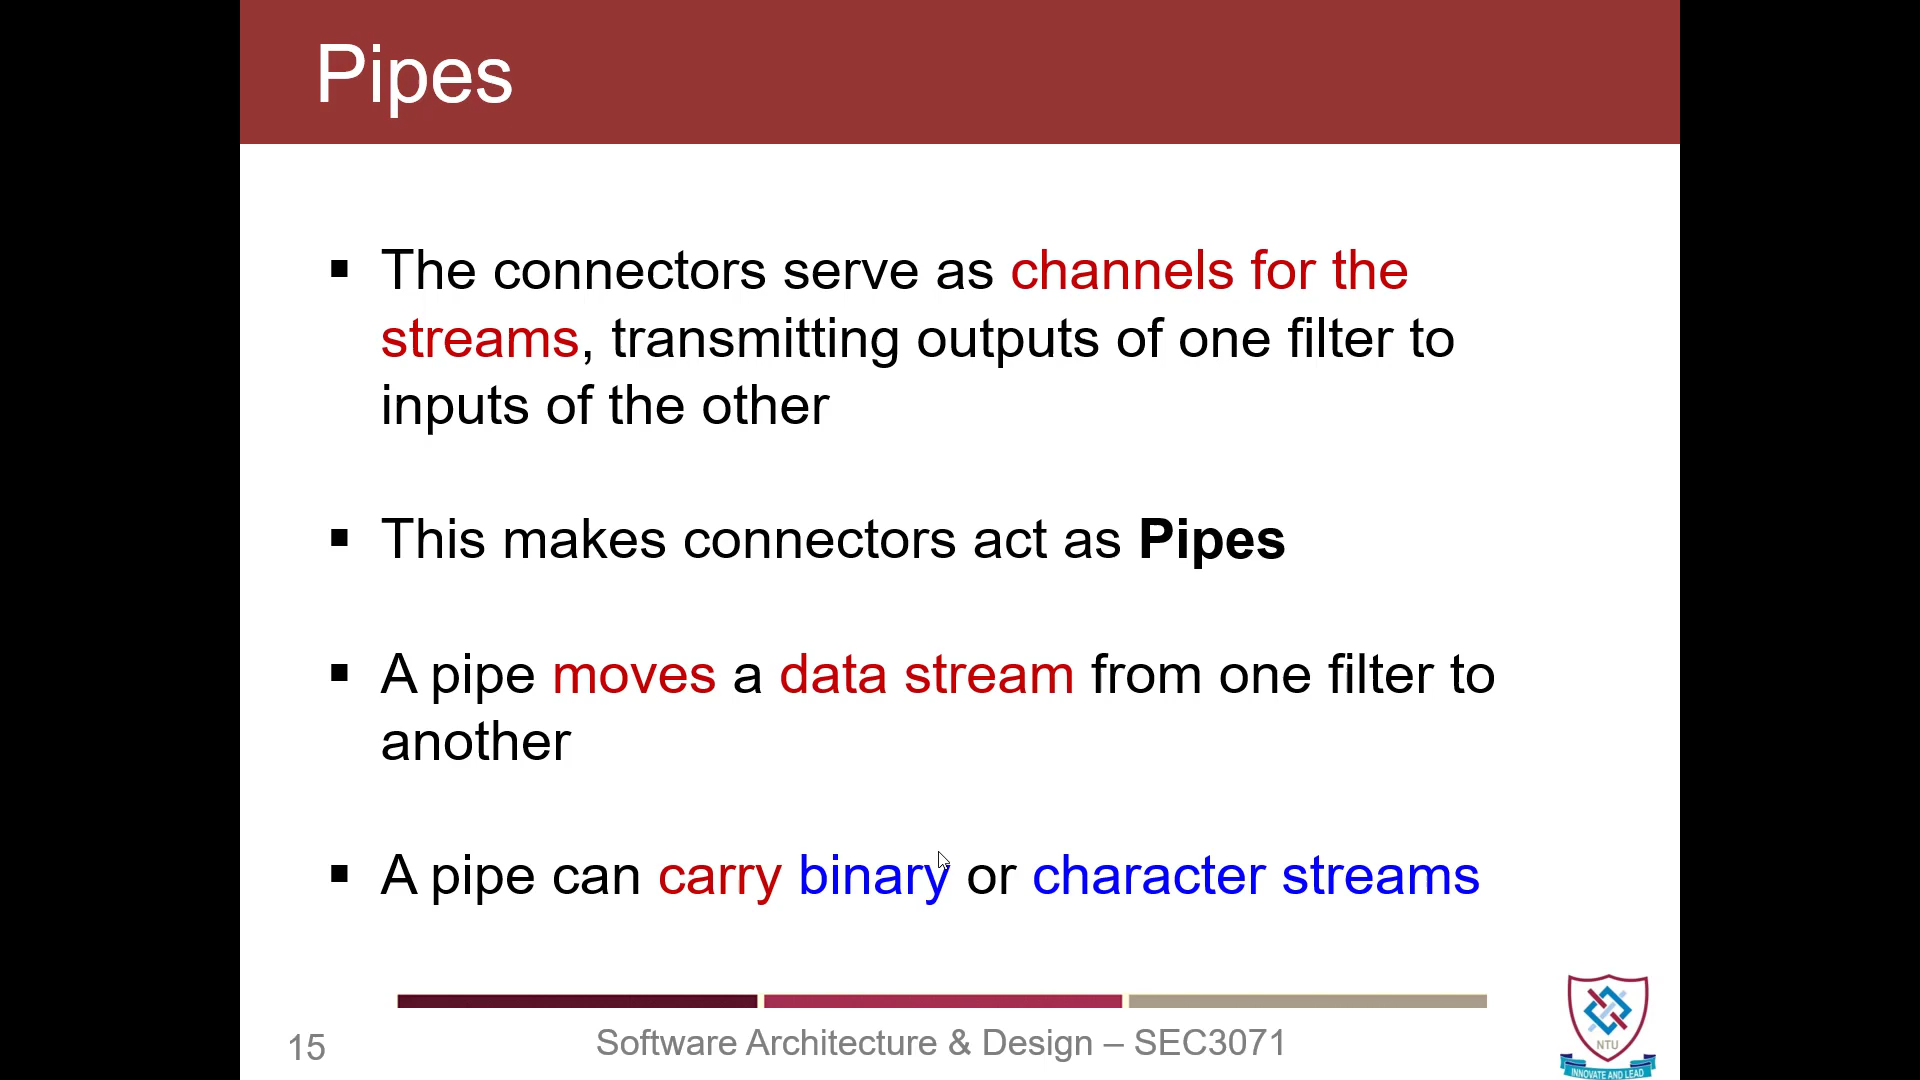 Pipes
▪ The connectors serve as channels for the
streams, transmitting outputs of one filter to
inputs of the other
▪ This makes connectors act as Pipes
▪ A pipe moves a data stream from one filter to
another
▪ A pipe can carry binary or character streams
15
Software Architecture & Design – SEC3071
NTU
INNOVATE AND LEAD